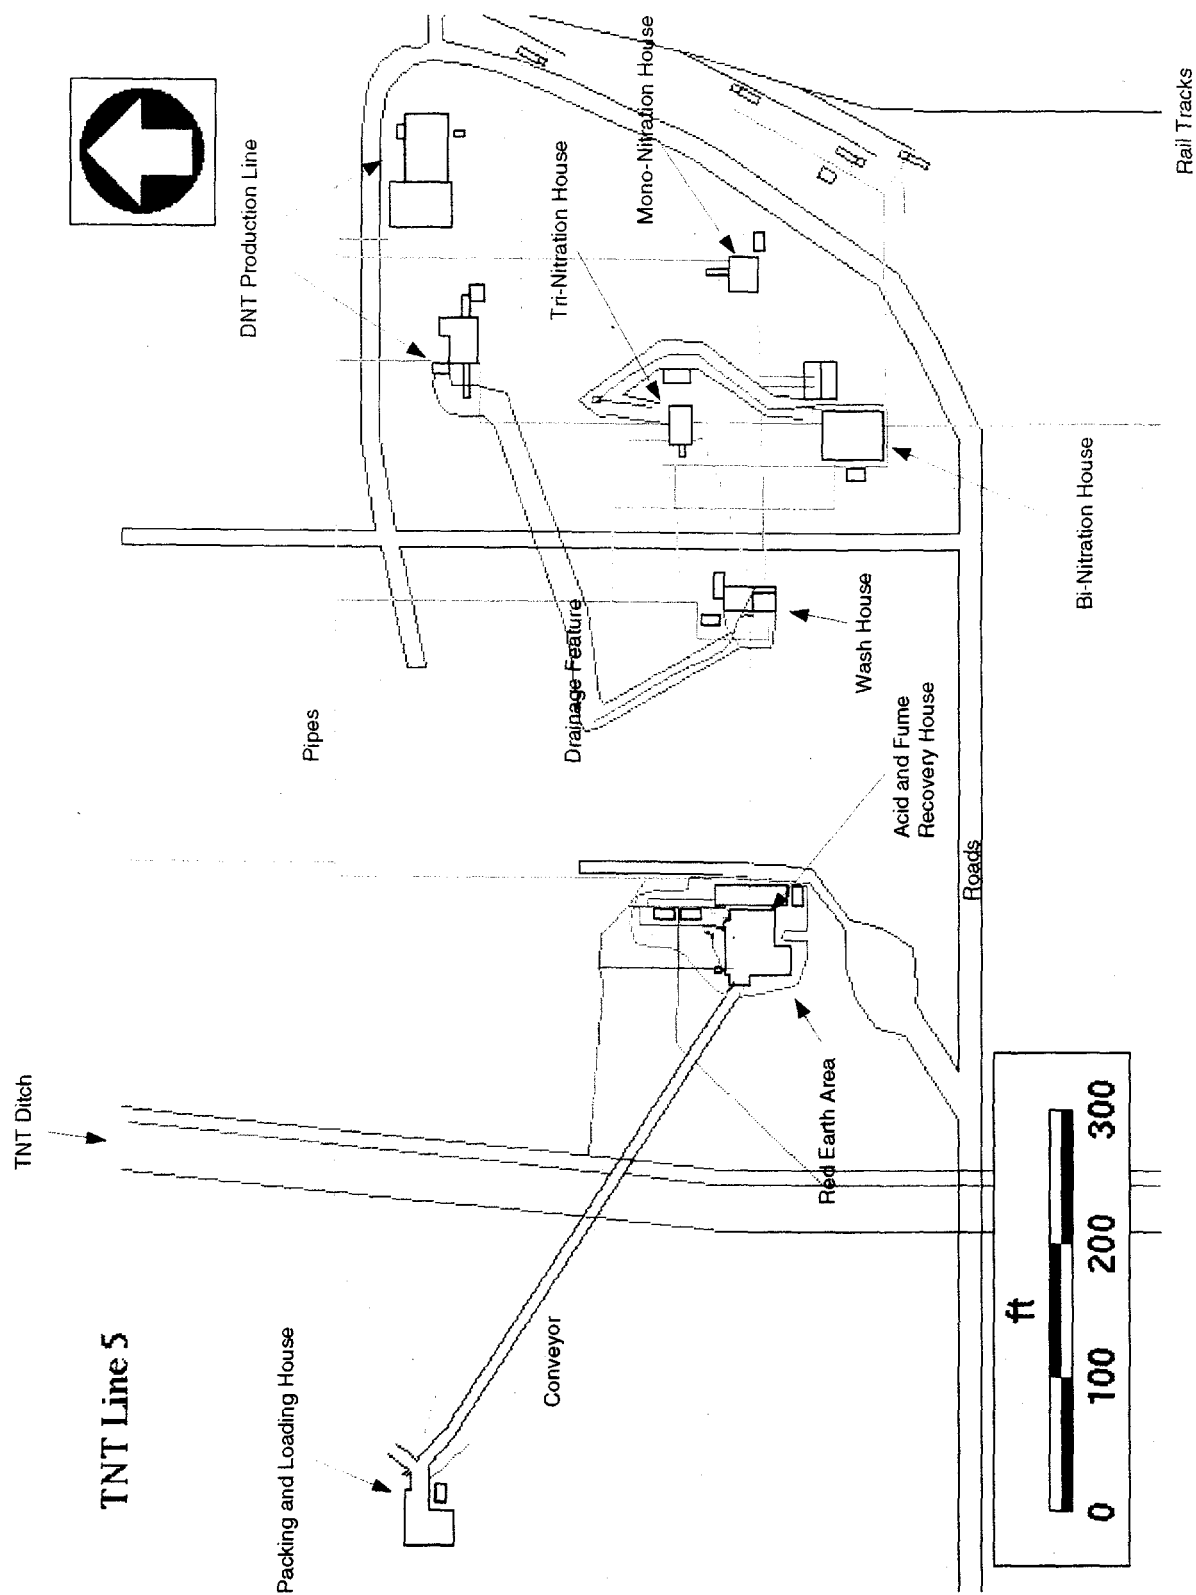 TNT Line 5
TNT Ditch
Packing and Loading House
Conveyor
Pipes
Drainage Feature
DNT Production Line
Tri-Nitration House
Mono-Nitration House
Wash House
Bi-Nitration House
Acid and Fume
Recovery House
Red Earth Area
Roads
Rail Tracks
ft
0 100 200 300